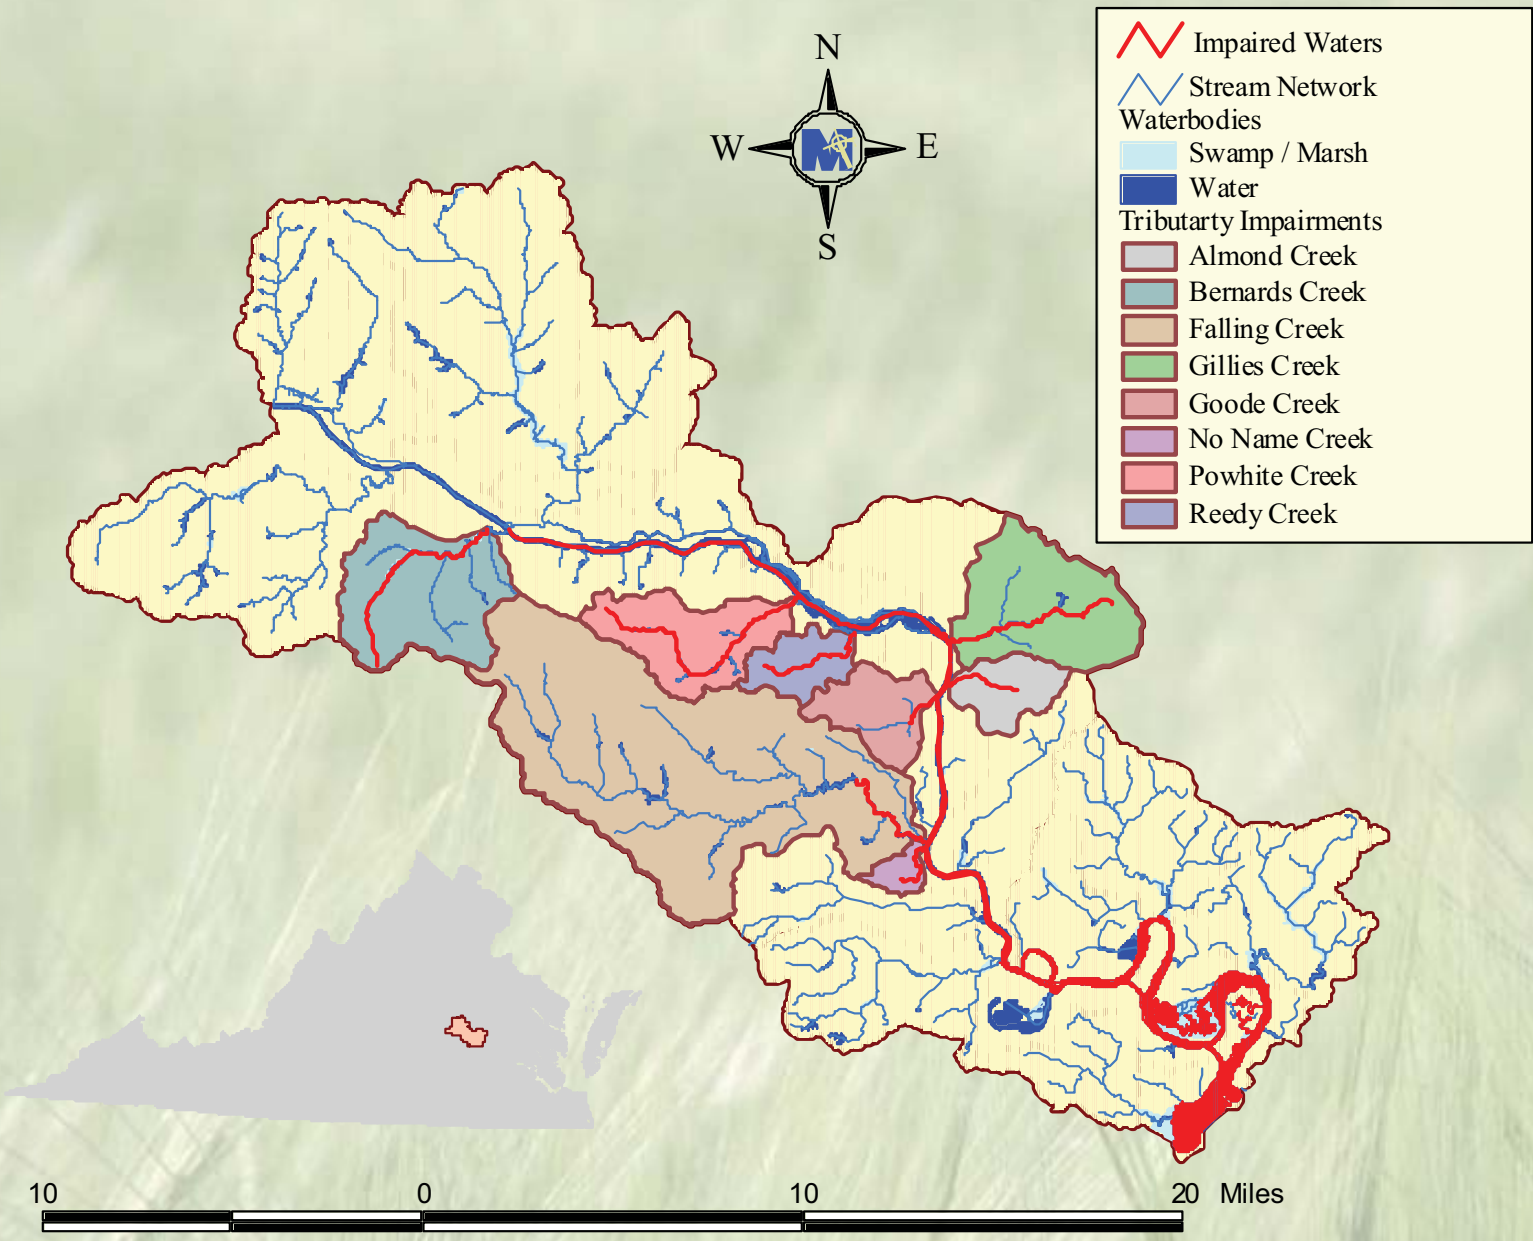 N
W
E
S
Impaired Waters
Stream Network
Waterbodies
Swamp / Marsh
Water
Tributarty Impairments
Almond Creek
Bernards Creek
Falling Creek
Gillies Creek
Goode Creek
No Name Creek
Powhite Creek
Reedy Creek
10 0 10 20 Miles